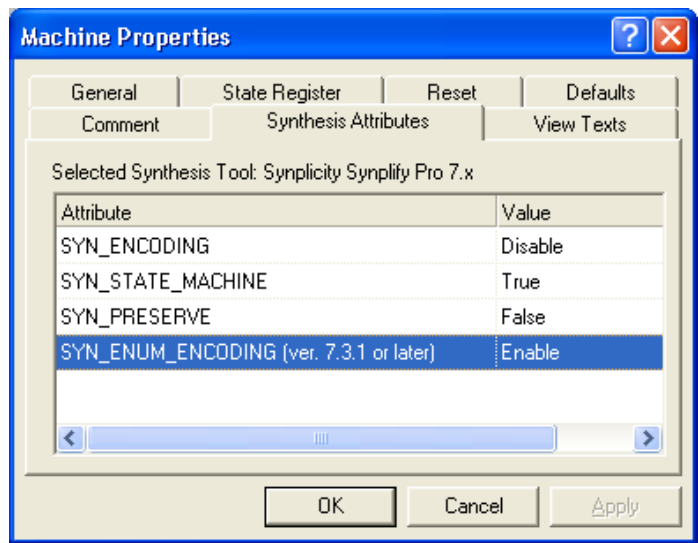 Machine Properties
General State Register Reset Defaults
Comment Synthesis Attributes View Texts
Selected Synthesis Tool: Synplicity Synplify Pro 7.x
Attribute Value
SYN_ENCODING Disable
SYN_STATE_MACHINE True
SYN_PRESERVE False
SYN_ENUM_ENCODING (ver. 7.3.1 or later) Enable
OK Cancel Apply